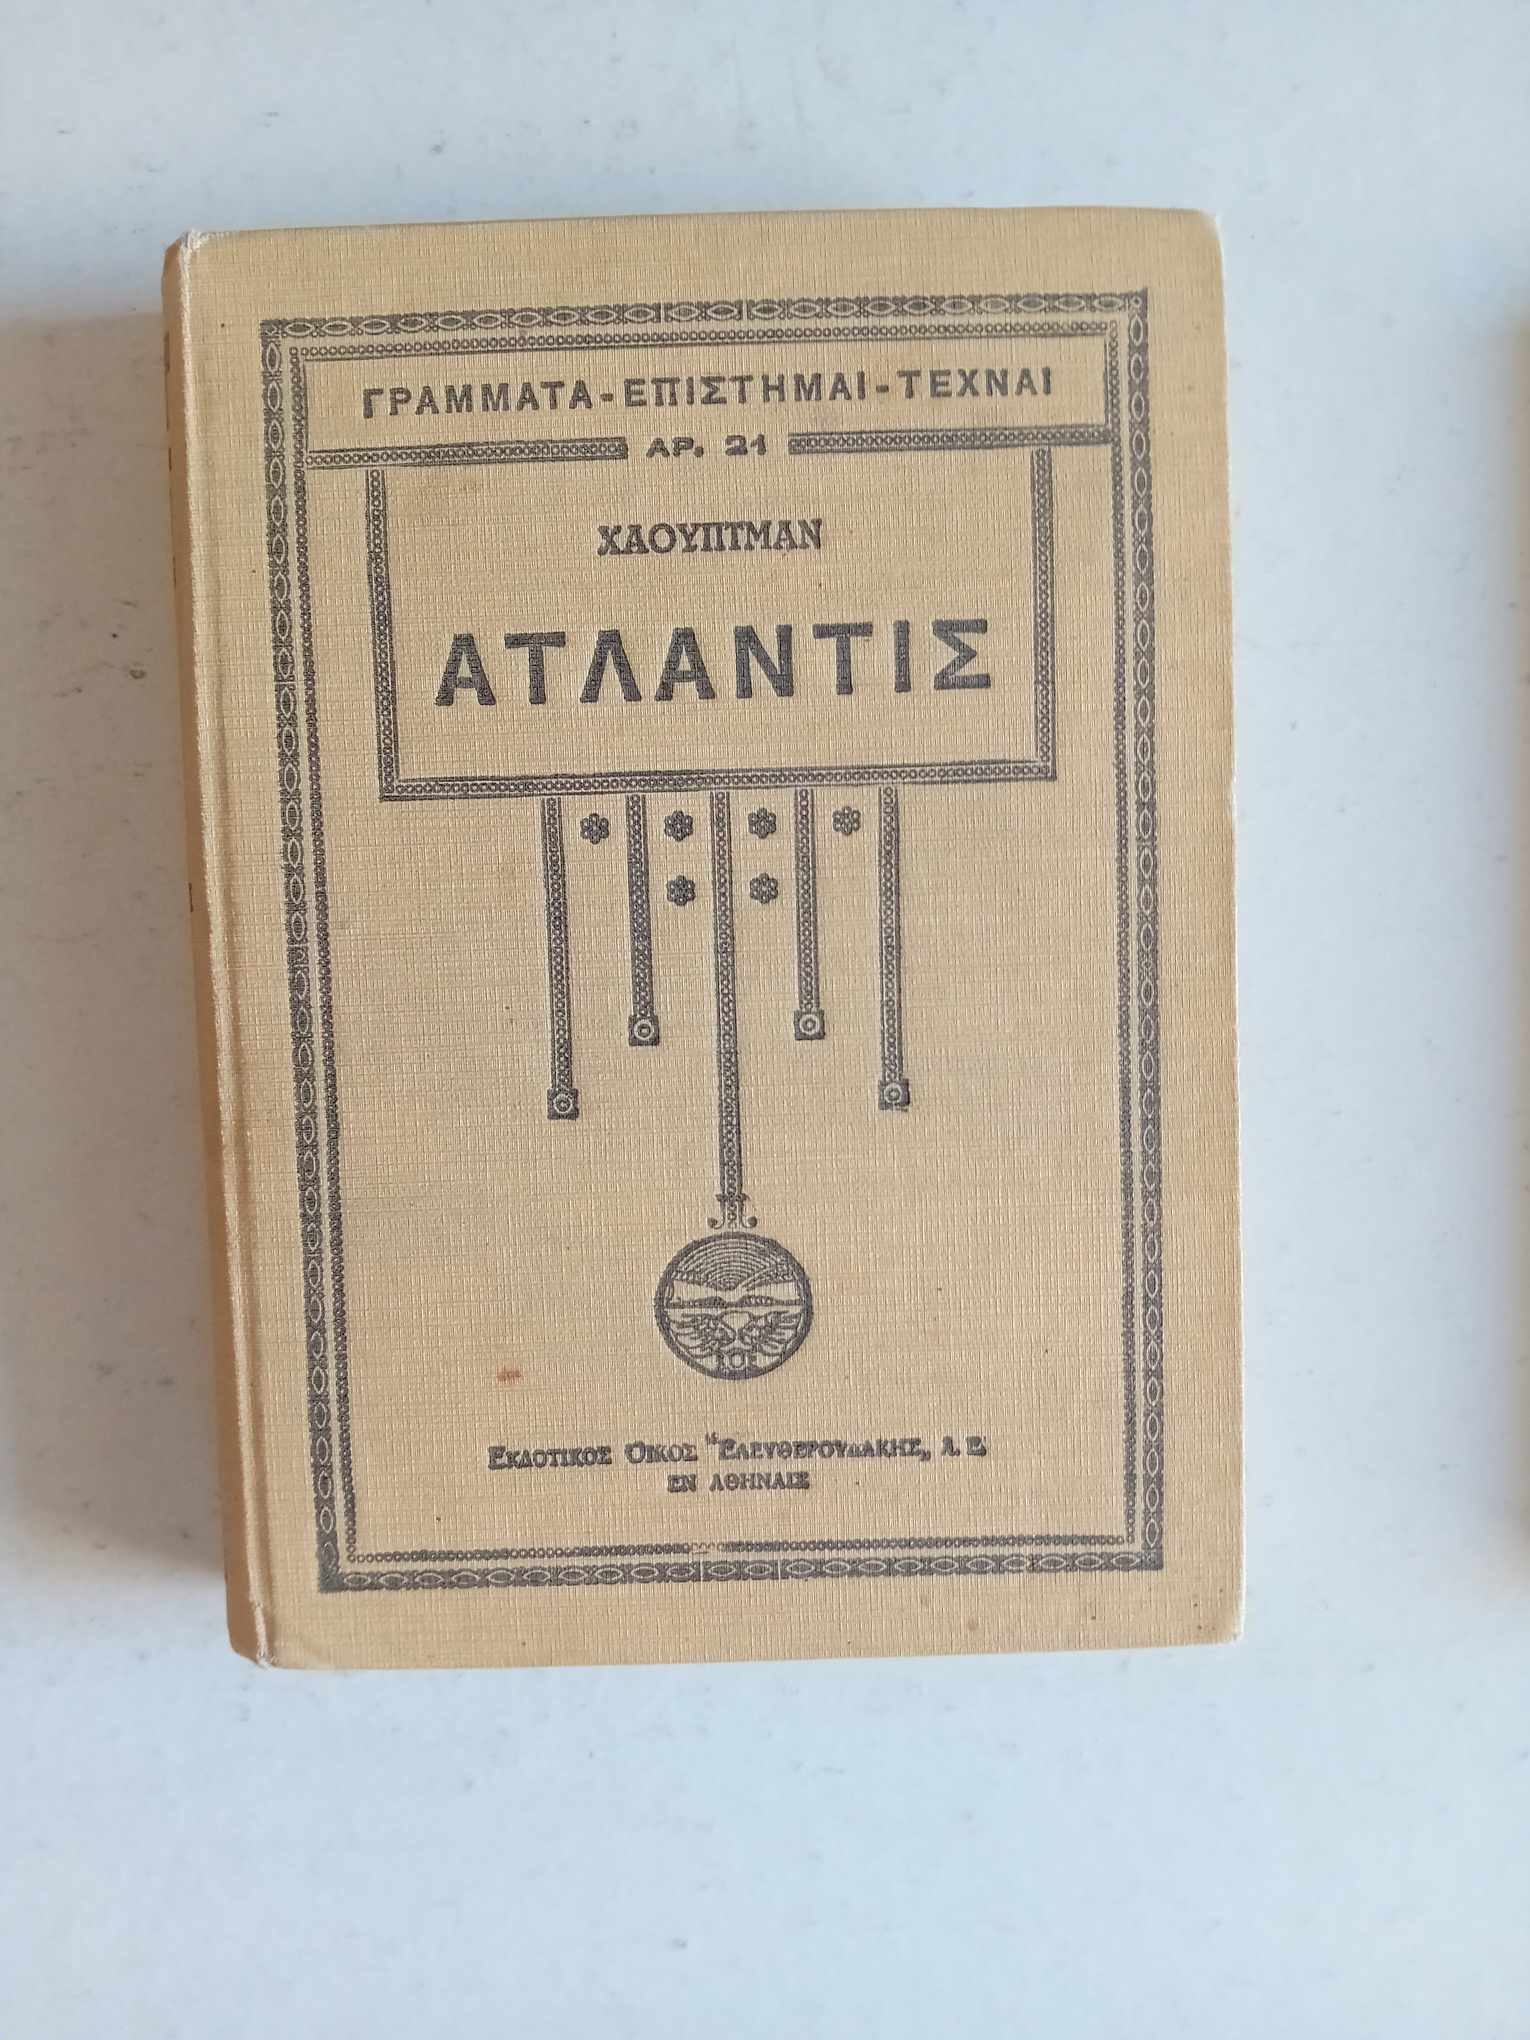 ΓΡΑΜΜΑΤΑ-ΕΠΙΣΤΗΜΑΙ-ΤΕΧΝΑΙ
ΑΡ. 21
ΧΑΟΥΠΤΜΑΝ
ΑΤΛΑΝΤΙΣ
ΕΚΔΟΤΙΚΟΣ ΟΙΚΟΣ “ΕΛΕΥΘΕΡΟΥΔΑΚΗΣ„ Α. Ε.
ΕΝ ΑΘΗΝΑΙΣ